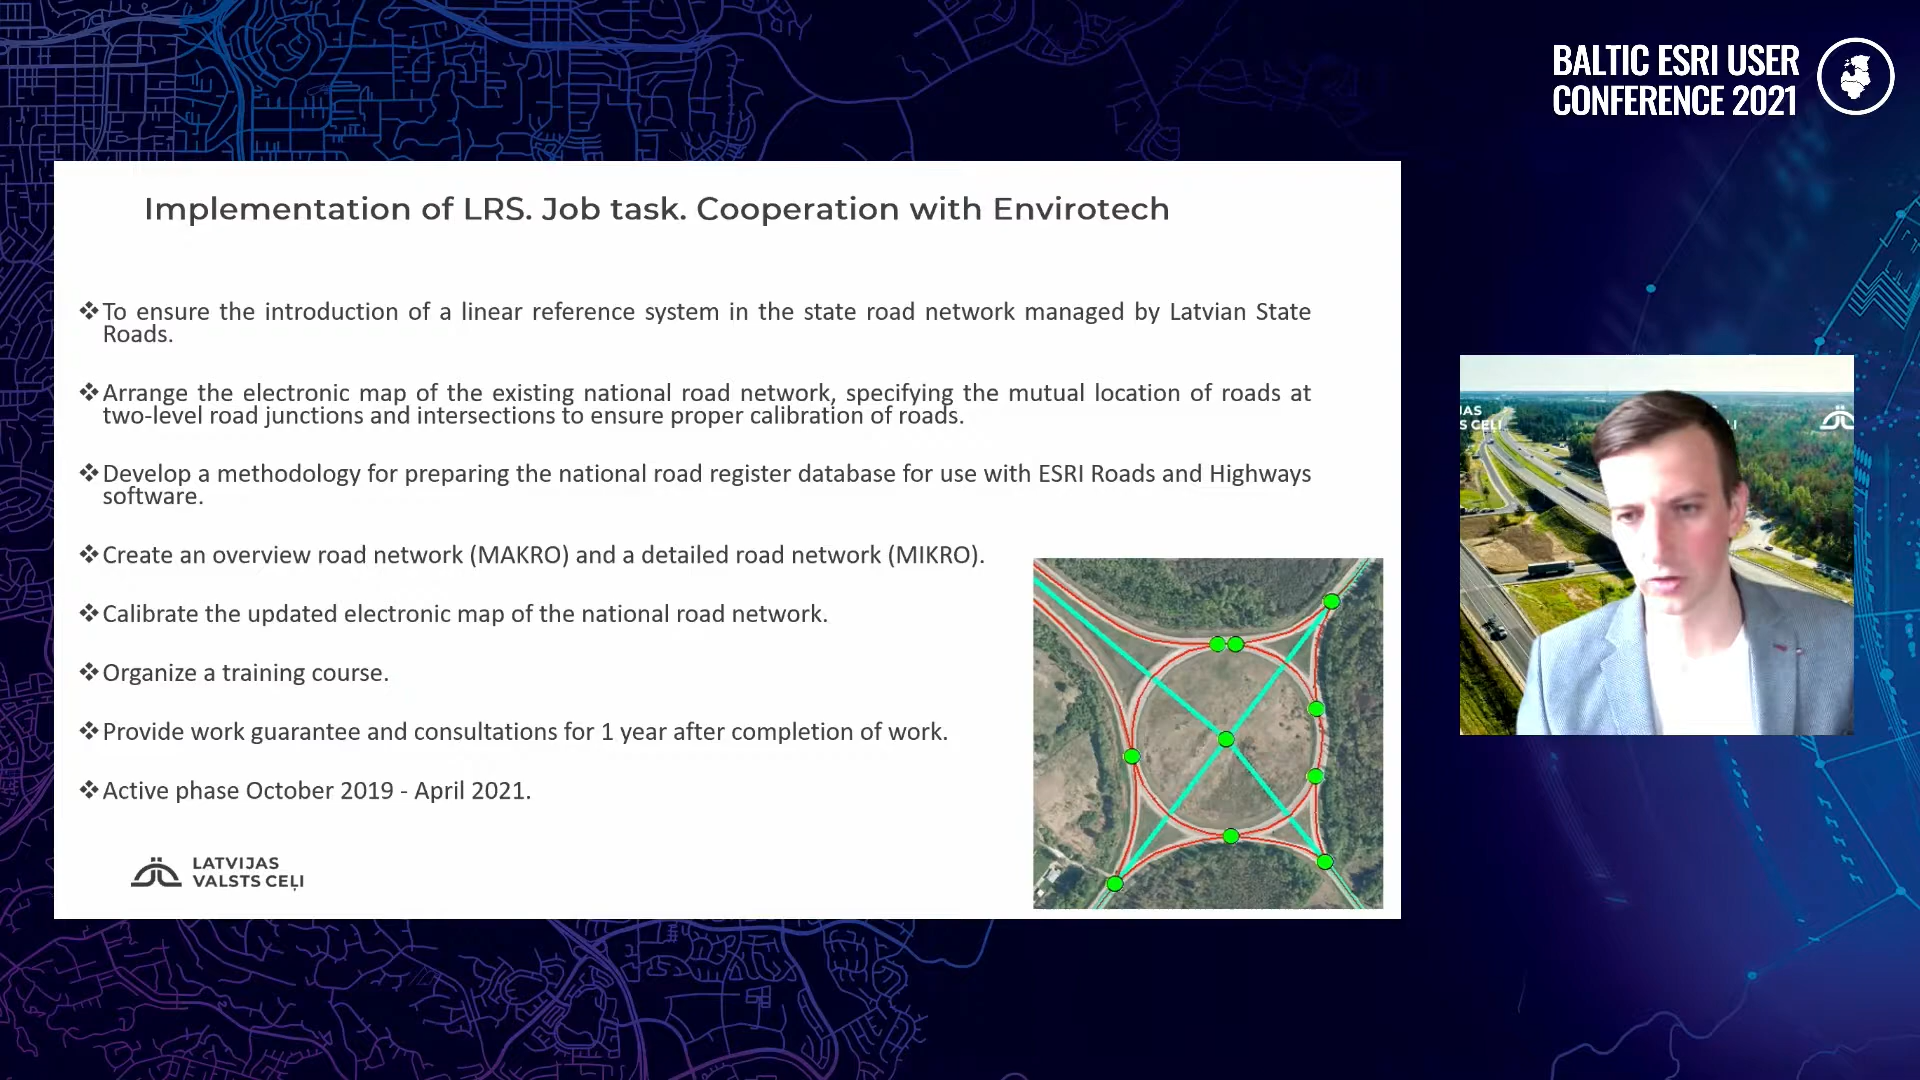 BALTIC ESRI USER
CONFERENCE 2021
Implementation of LRS. Job task. Cooperation with Envirotech
❖To ensure the introduction of a linear reference system in the state road network managed by Latvian State
Roads.
❖Arrange the electronic map of the existing national road network, specifying the mutual location of roads at
two-level road junctions and intersections to ensure proper calibration of roads.
❖Develop a methodology for preparing the national road register database for use with ESRI Roads and Highways
software.
❖Create an overview road network (MAKRO) and a detailed road network (MIKRO).
❖Calibrate the updated electronic map of the national road network.
❖Organize a training course.
❖Provide work guarantee and consultations for 1 year after completion of work.
❖Active phase October 2019 - April 2021.
LATVIJAS
VALSTS CEĻI
JAS
S CEĻI